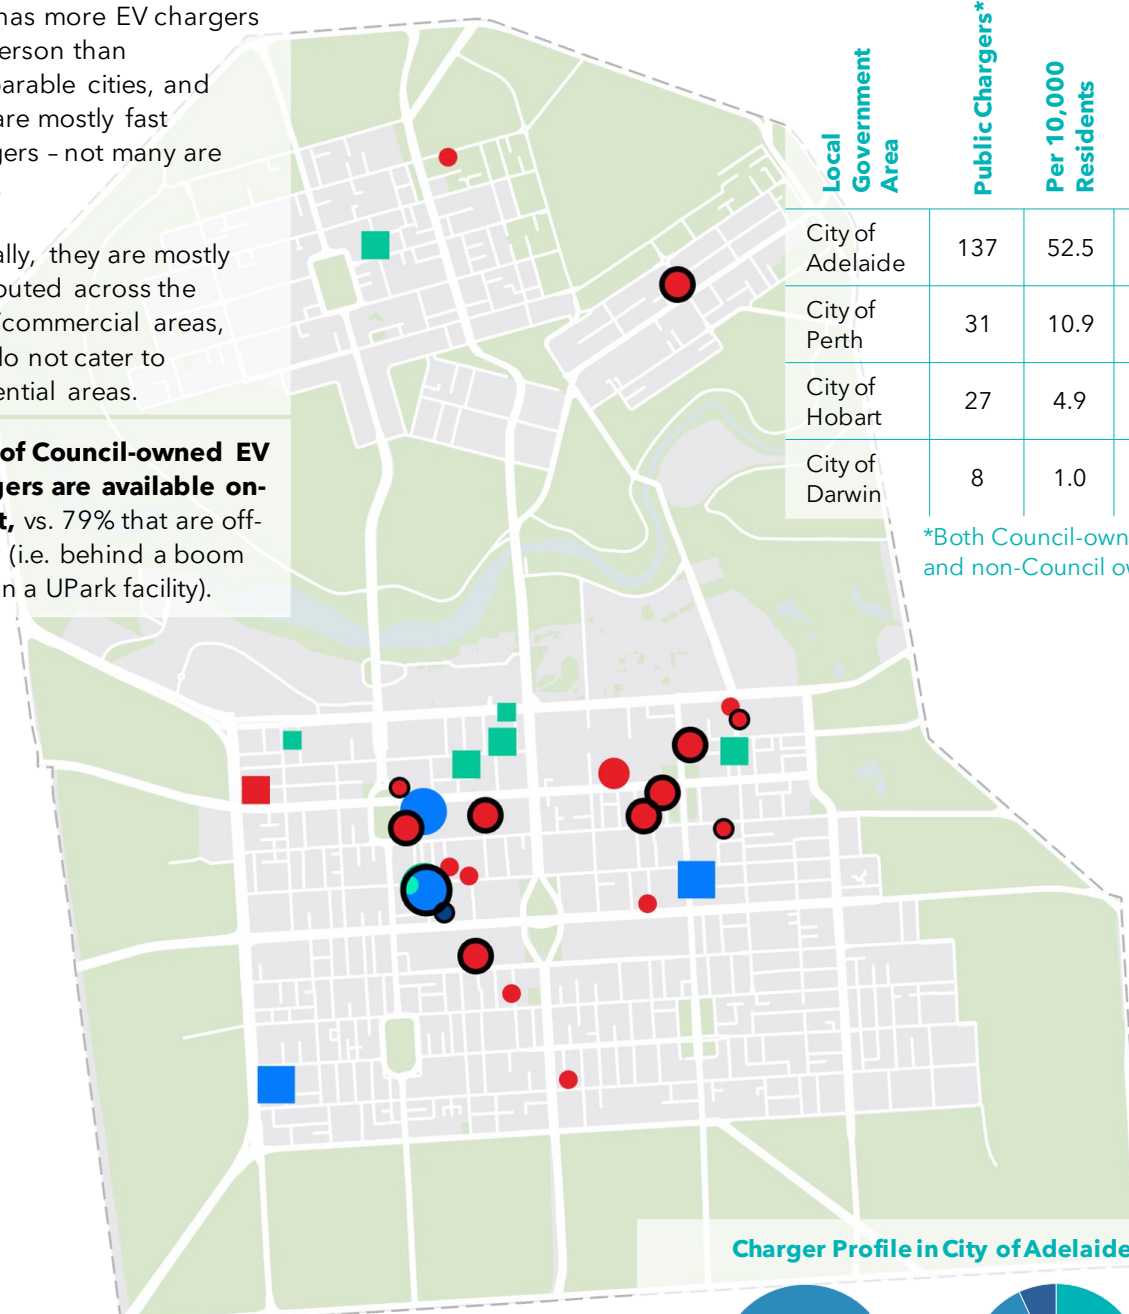 has more EV chargers
erson than
parable cities, and
are mostly fast
gers – not many are
ally, they are mostly
outed across the
/commercial areas,
do not cater to
ential areas.
of Council-owned EV
gers are available on-
t, vs. 79% that are off-
(i.e. behind a boom
n a UPark facility).
Local
Government
Area
Public Chargers*
Per 10,000
Residents
City of
Adelaide
137
52.5
City of
Perth
31
10.9
City of
Hobart
27
4.9
City of
Darwin
8
1.0
*Both Council-own
and non-Council ow
Charger Profile in City of Adelaide